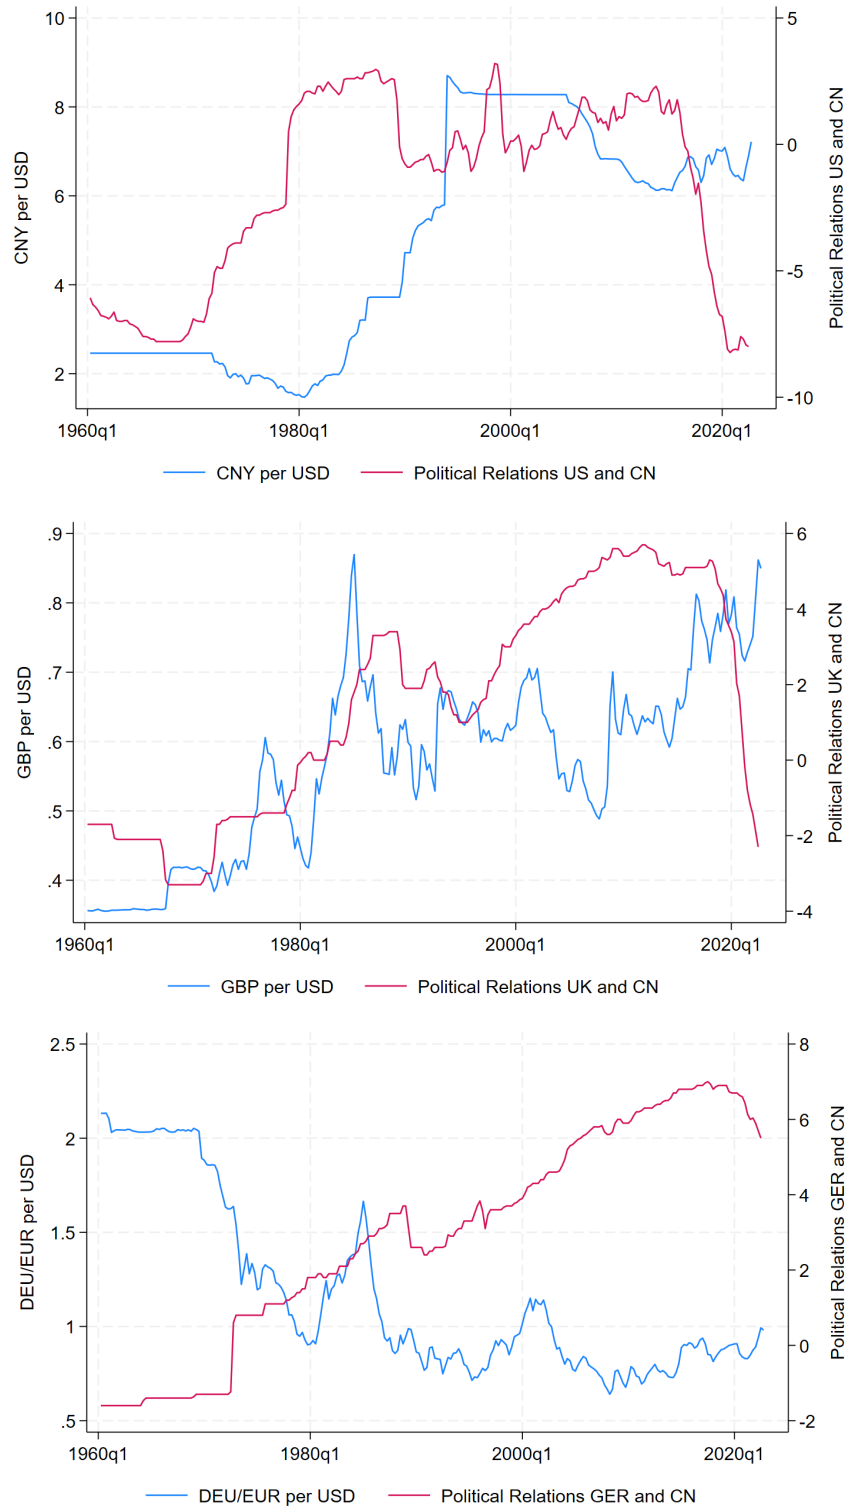 10
8
6
4
2
CNY per USD
5
0
-5
-10
Political Relations US and CN
1960q1
1980q1
2000q1
2020q1
CNY per USD
Political Relations US and CN
.9
.8
.7
.6
.5
.4
GBP per USD
6
4
2
0
-2
-4
Political Relations UK and CN
1960q1
1980q1
2000q1
2020q1
GBP per USD
Political Relations UK and CN
2.5
2
1.5
1
.5
DEU/EUR per USD
8
6
4
2
0
-2
Political Relations GER and CN
1960q1
1980q1
2000q1
2020q1
DEU/EUR per USD
Political Relations GER and CN